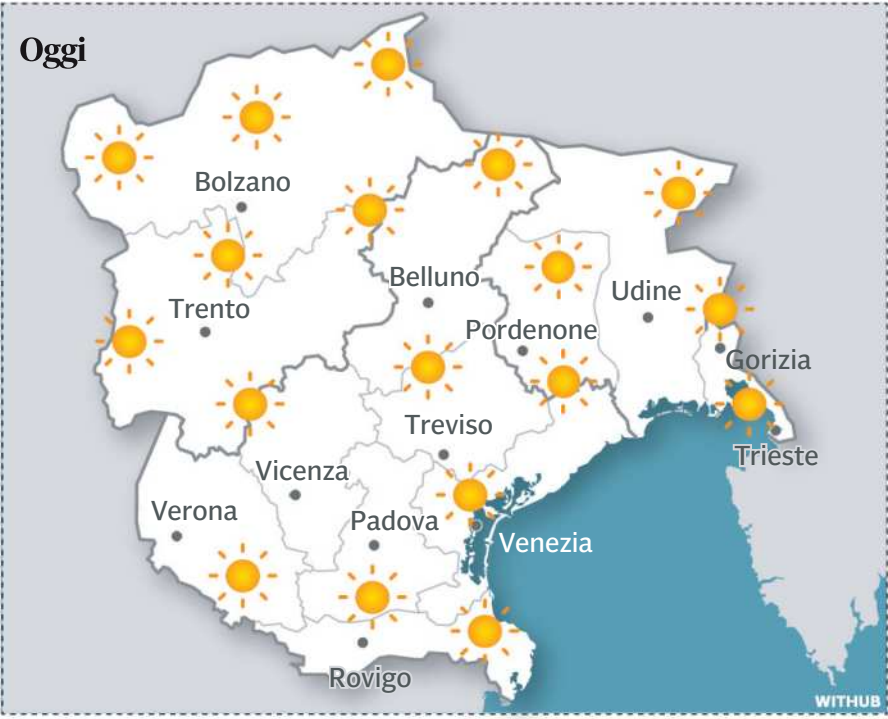 Oggi
Bolzano
Belluno
Udine
Trento
Pordenone
Gorizia
Treviso
Trieste
Vicenza
Verona
Padova
Venezia
Rovigo
WITHUB